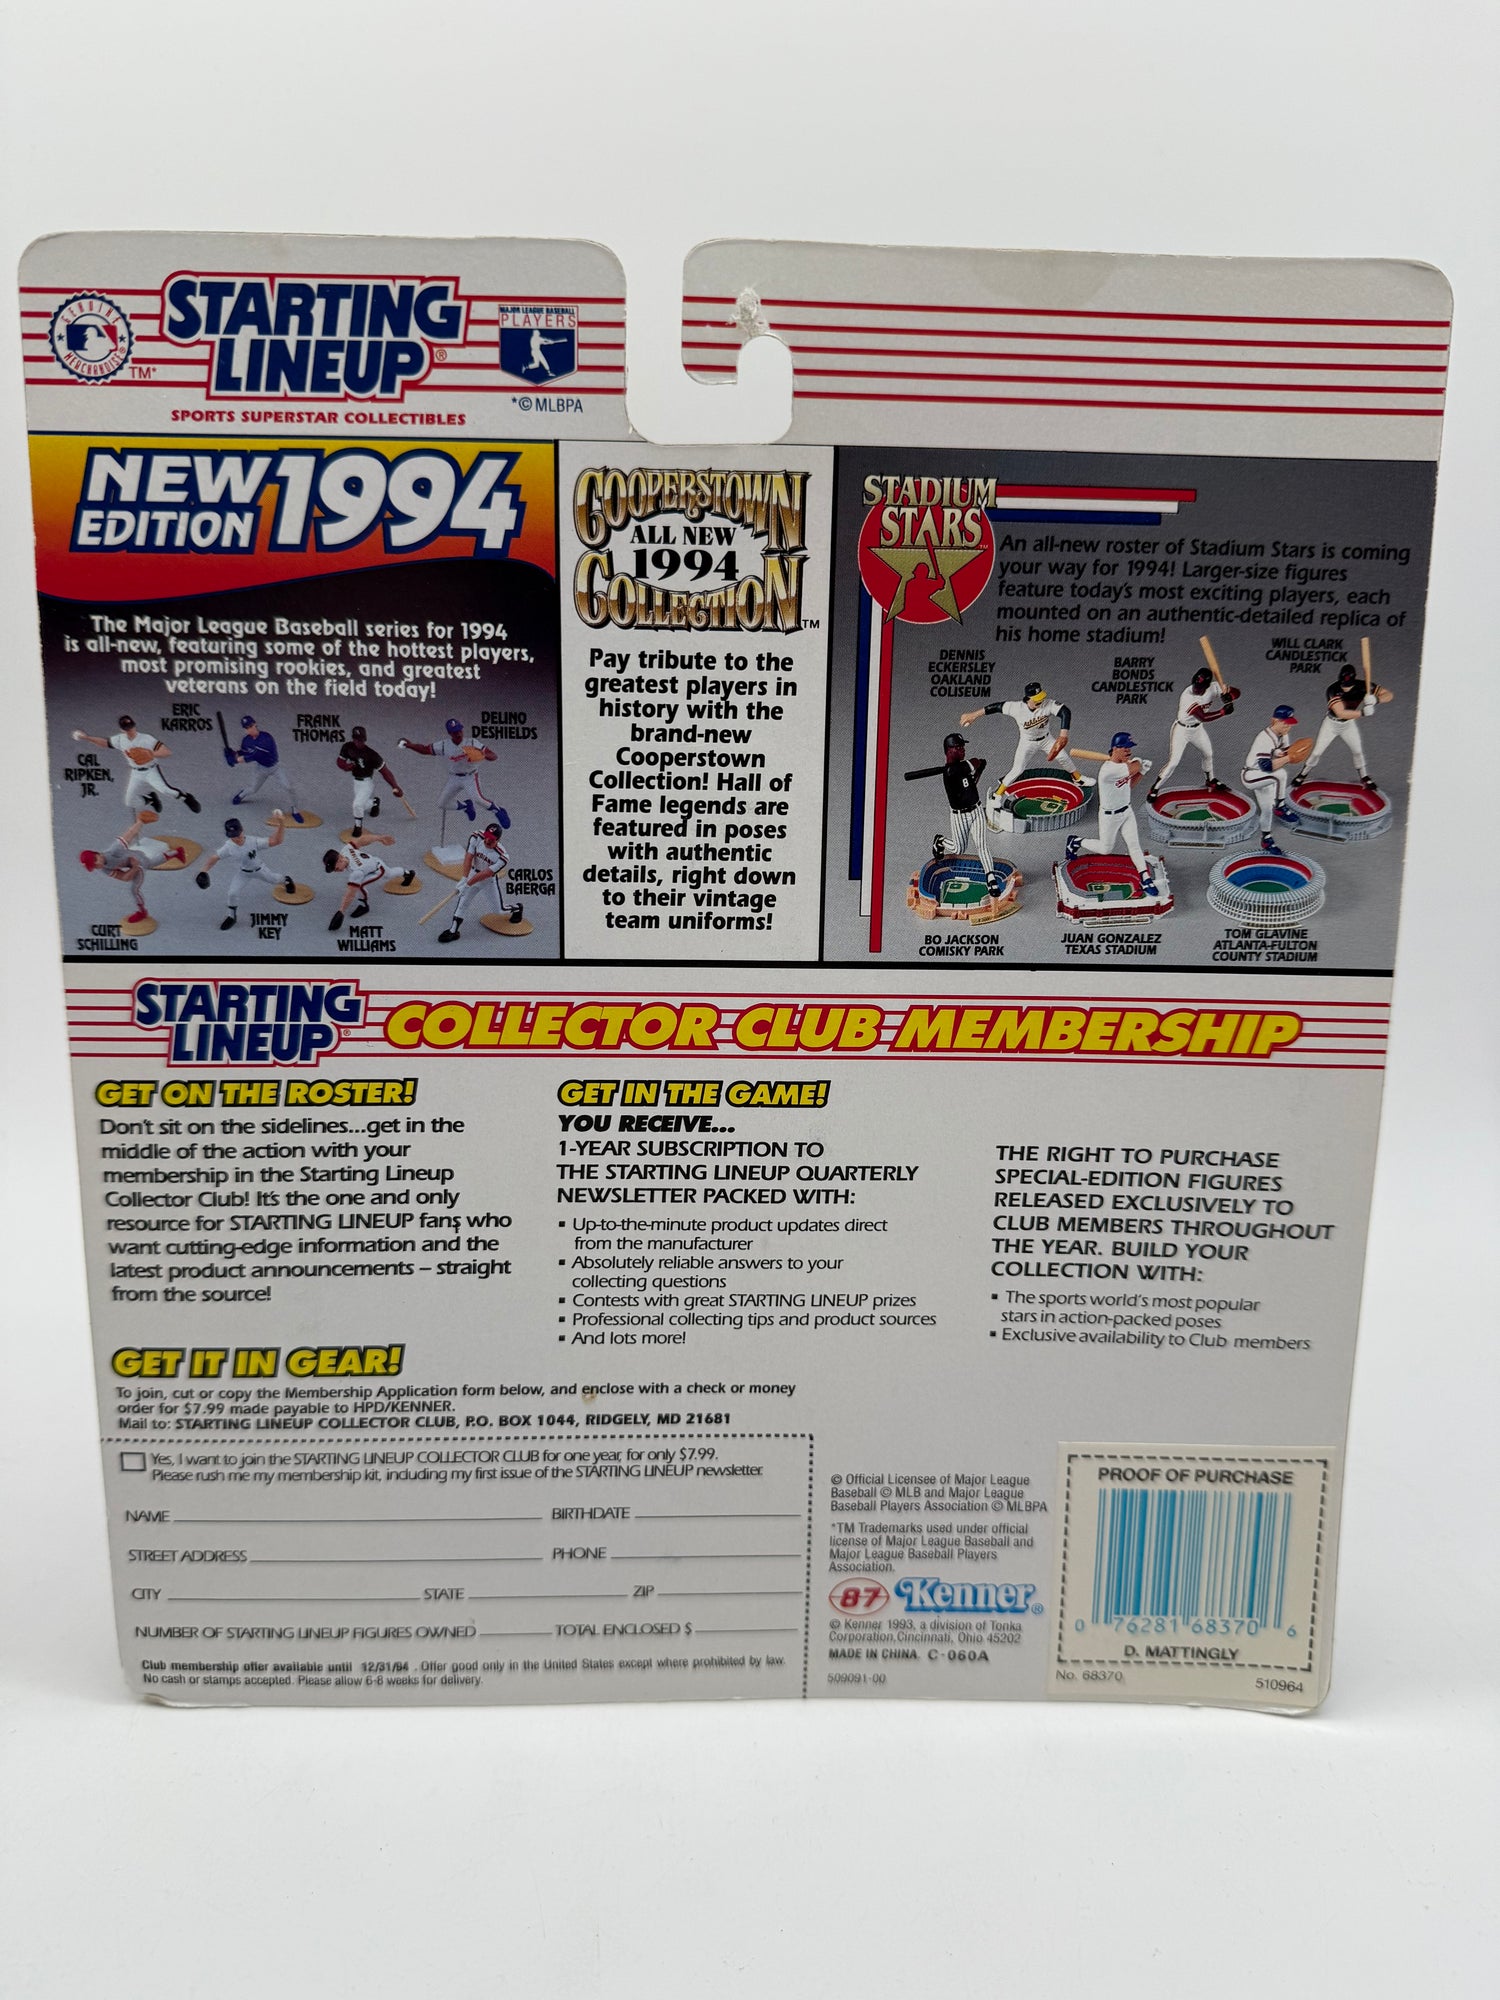 GENUINE MERCHANDISE
TM*
STARTING
LINEUP®
SPORTS SUPERSTAR COLLECTIBLES
MAJOR LEAGUE BASEBALL
PLAYERS
*© MLBPA
NEW 1994
EDITION
The Major League Baseball series for 1994
is all-new, featuring some of the hottest players,
most promising rookies, and greatest
veterans on the field today!
CAL
RIPKEN,
JR.
ERIC
KARROS
FRANK
THOMAS
DELINO
DESHIELDS
CURT
SCHILLING
JIMMY
KEY
MATT
WILLIAMS
CARLOS
BAERGA
COOPERSTOWN
ALL NEW
1994
COLLECTION™
Pay tribute to the
greatest players in
history with the
brand-new
Cooperstown
Collection! Hall of
Fame legends are
featured in poses
with authentic
details, right down
to their vintage
team uniforms!
STADIUM
STARS™
An all-new roster of Stadium Stars is coming
your way for 1994! Larger-size figures
feature today's most exciting players, each
mounted on an authentic-detailed replica of
his home stadium!
DENNIS
ECKERSLEY
OAKLAND
COLISEUM
BARRY
BONDS
CANDLESTICK
PARK
WILL CLARK
CANDLESTICK
PARK
BO JACKSON
COMISKY PARK
JUAN GONZALEZ
TEXAS STADIUM
TOM GLAVINE
ATLANTA-FULTON
COUNTY STADIUM
STARTING
LINEUP®
COLLECTOR CLUB MEMBERSHIP
GET ON THE ROSTER!
Don't sit on the sidelines...get in the
middle of the action with your
membership in the Starting Lineup
Collector Club! It's the one and only
resource for STARTING LINEUP fans who
want cutting-edge information and the
latest product announcements – straight
from the source!
GET IN THE GAME!
YOU RECEIVE...
1-YEAR SUBSCRIPTION TO
THE STARTING LINEUP QUARTERLY
NEWSLETTER PACKED WITH:
▪ Up-to-the-minute product updates direct
from the manufacturer
▪ Absolutely reliable answers to your
collecting questions
▪ Contests with great STARTING LINEUP prizes
▪ Professional collecting tips and product sources
▪ And lots more!
THE RIGHT TO PURCHASE
SPECIAL-EDITION FIGURES
RELEASED EXCLUSIVELY TO
CLUB MEMBERS THROUGHOUT
THE YEAR. BUILD YOUR
COLLECTION WITH:
▪ The sports world's most popular
stars in action-packed poses
▪ Exclusive availability to Club members
GET IT IN GEAR!
To join, cut or copy the Membership Application form below, and enclose with a check or money
order for $7.99 made payable to HPD/KENNER.
Mail to: STARTING LINEUP COLLECTOR CLUB, P.O. BOX 1044, RIDGELY, MD 21681
Yes, I want to join the STARTING LINEUP COLLECTOR CLUB for one year, for only $7.99.
Please rush me my membership kit, including my first issue of the STARTING LINEUP newsletter.
NAME BIRTHDATE
STREET ADDRESS PHONE
CITY STATE ZIP
NUMBER OF STARTING LINEUP FIGURES OWNED TOTAL ENCLOSED $
Club membership offer available until 12/31/94 . Offer good only in the United States except where prohibited by law.
No cash or stamps accepted. Please allow 6-8 weeks for delivery.
© Official Licensee of Major League
Baseball © MLB and Major League
Baseball Players Association © MLBPA
*TM Trademarks used under official
license of Major League Baseball and
Major League Baseball Players
Association.
87 Kenner®
© Kenner 1993, a division of Tonka
Corporation, Cincinnati, Ohio 45202
MADE IN CHINA. C-060A
509091-00
PROOF OF PURCHASE
0 76281 68370 6
D. MATTINGLY
No. 68370
510964